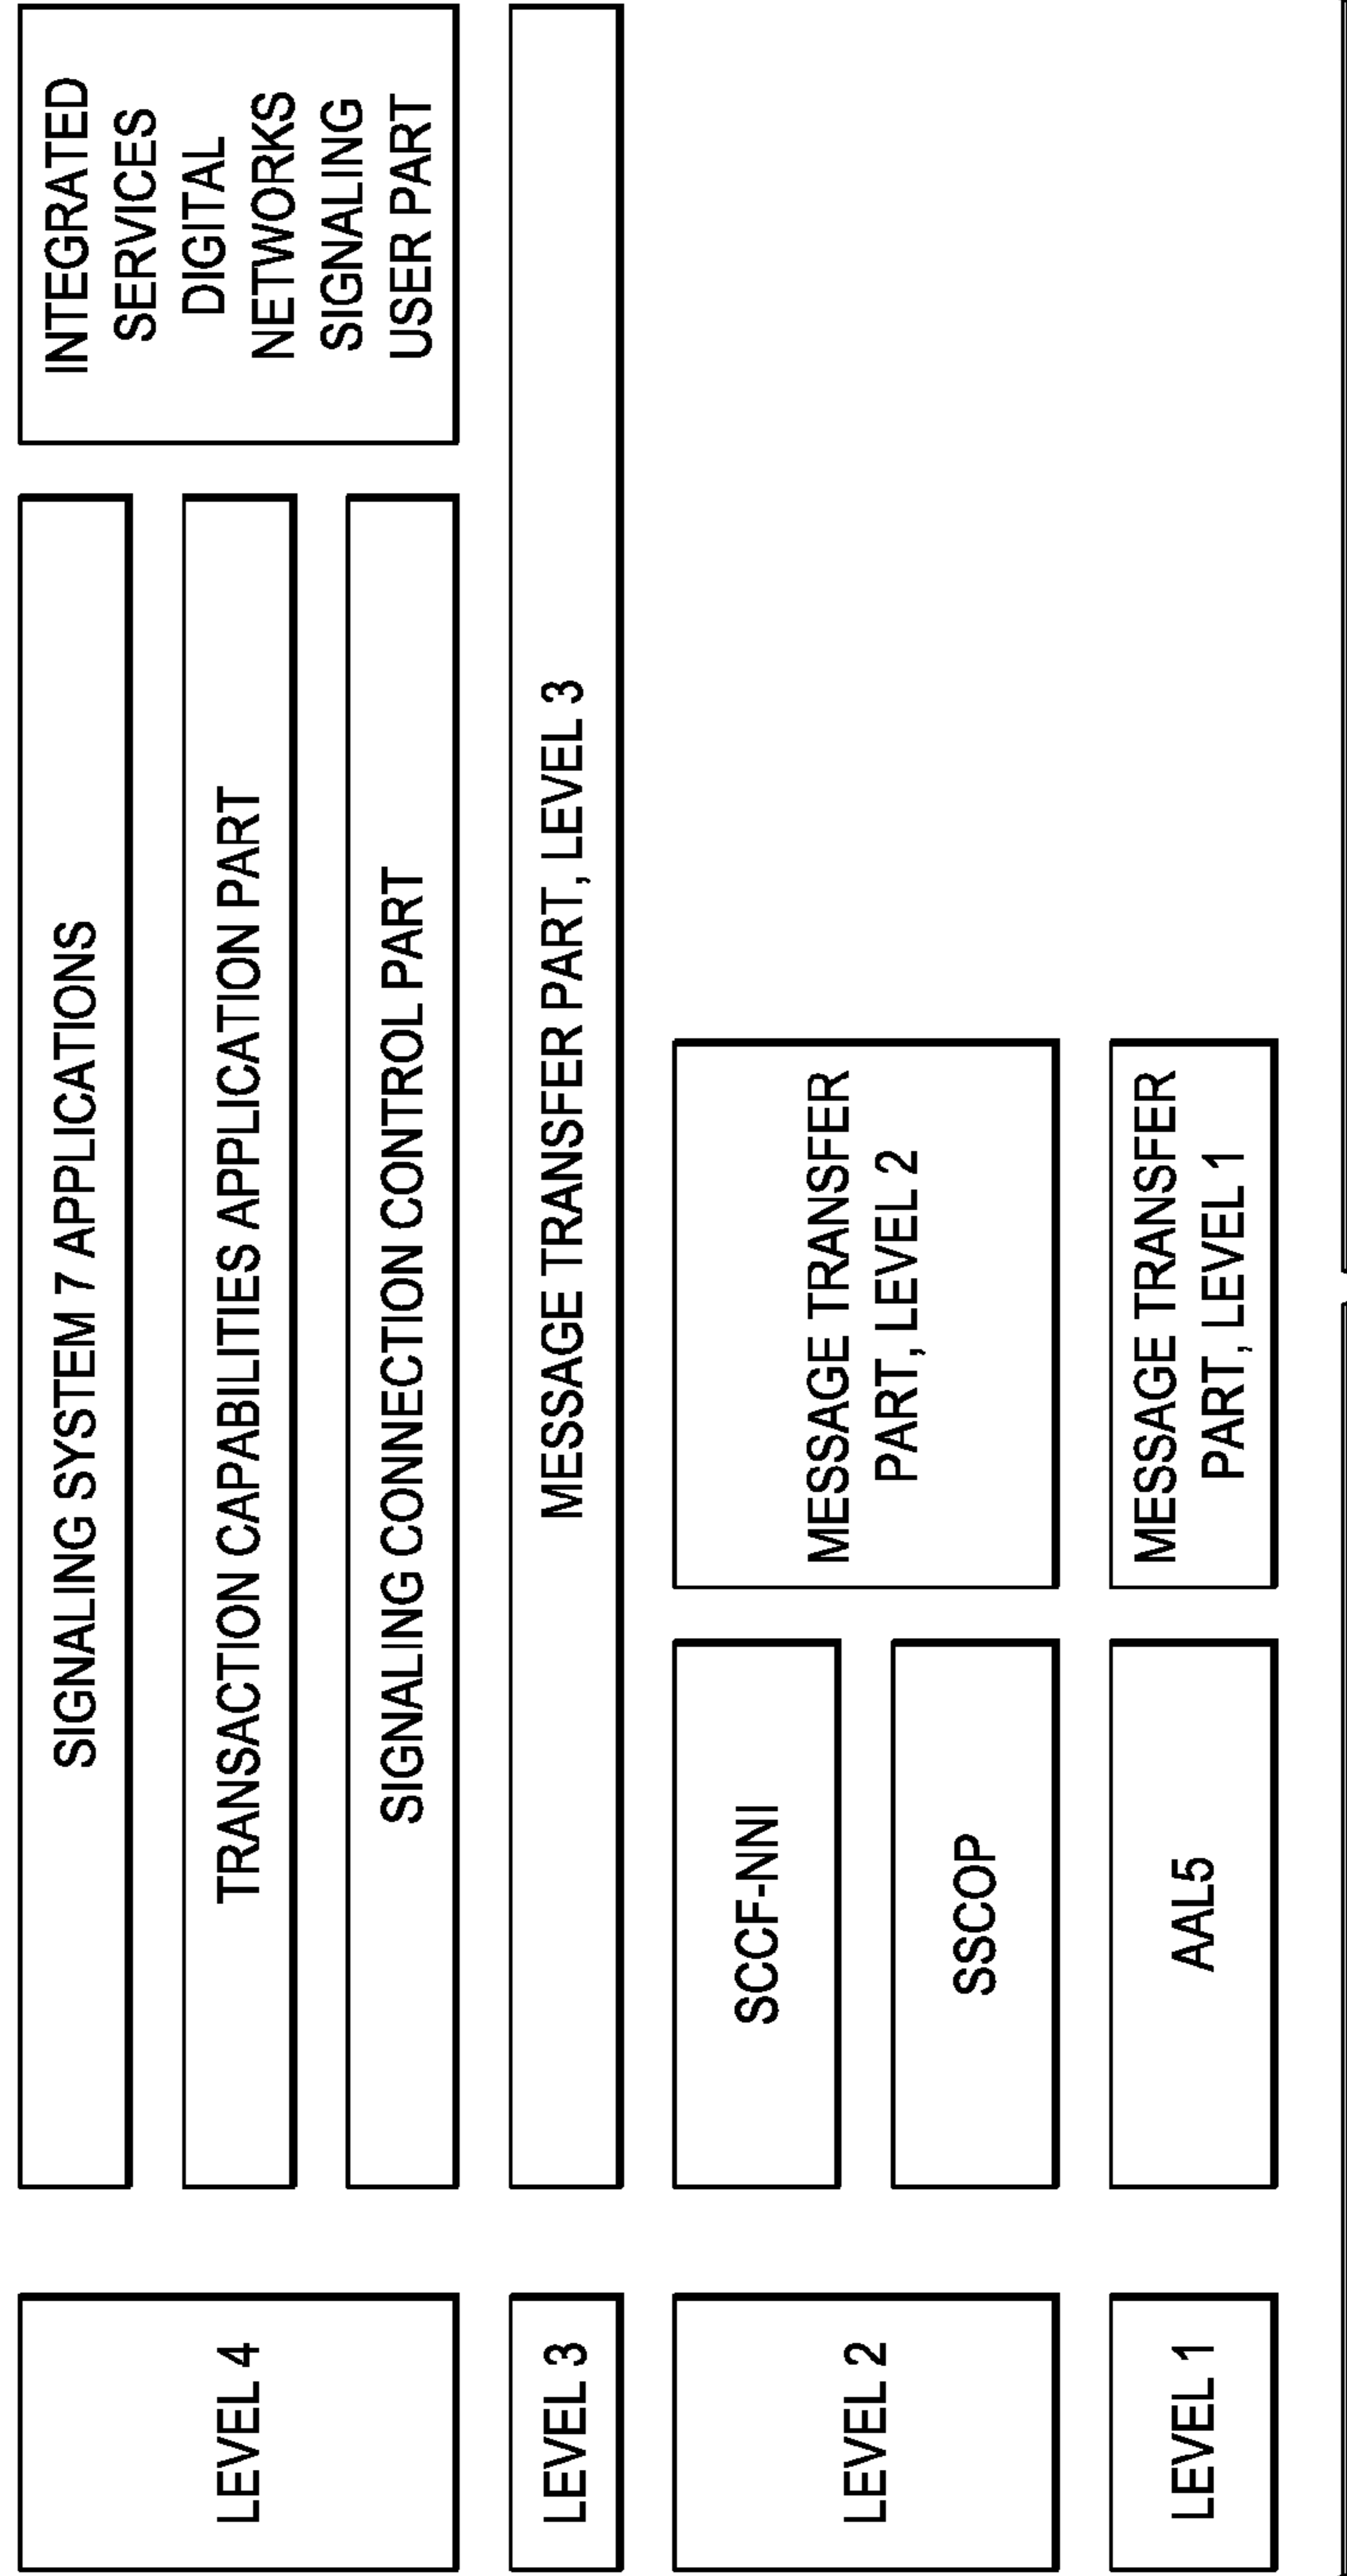 LEVEL 4
SIGNALING SYSTEM 7 APPLICATIONS
TRANSACTION CAPABILITIES APPLICATION PART
SIGNALING CONNECTION CONTROL PART
INTEGRATED
SERVICES
DIGITAL
NETWORKS
SIGNALING
USER PART
LEVEL 3
MESSAGE TRANSFER PART, LEVEL 3
LEVEL 2
SCCF-NNI
SSCOP
MESSAGE TRANSFER
PART, LEVEL 2
LEVEL 1
AAL5
MESSAGE TRANSFER
PART, LEVEL 1